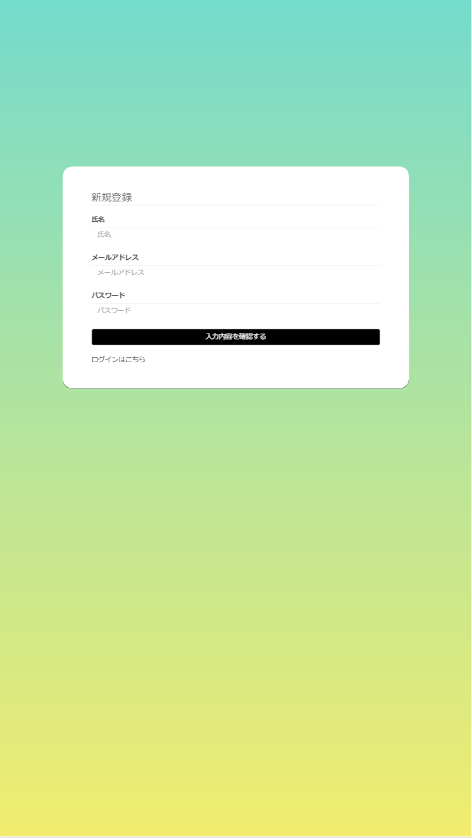 新規登録
氏名
氏名
メールアドレス
メールアドレス
パスワード
パスワード
入力内容を確認する
ログインはこちら